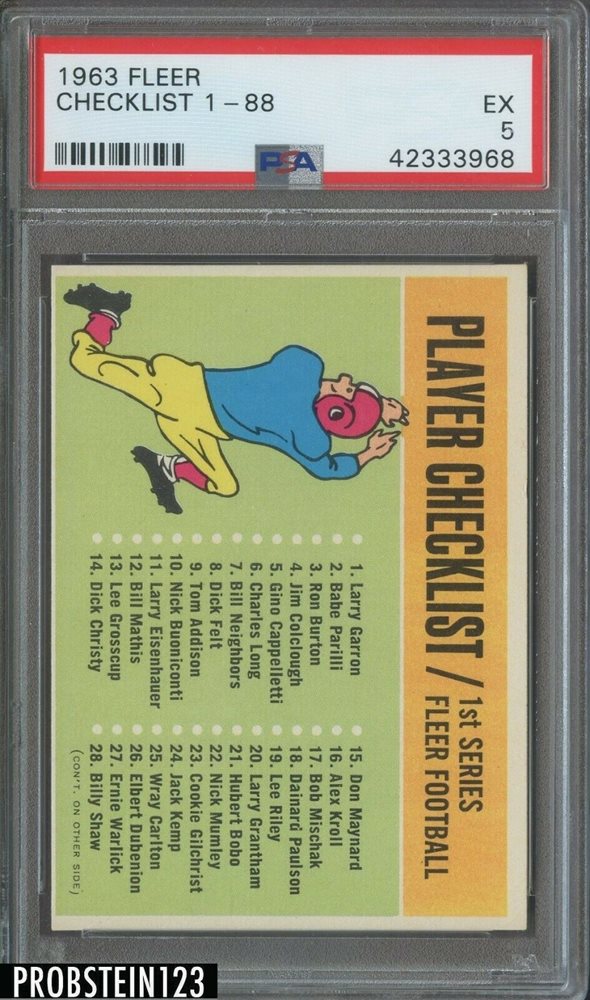 1963 FLEER
CHECKLIST 1-88
EX
5
PSA
42333968
PLAYER CHECKLIST / 1st SERIES
FLEER FOOTBALL
1. Larry Garron
2. Babe Parilli
3. Ron Burton
4. Jim Colclough
5. Gino Cappelletti
6. Charles Long
7. Bill Neighbors
8. Dick Felt
9. Tom Addison
10. Nick Buoniconti
11. Larry Eisenhauer
12. Bill Mathis
13. Lee Grosscup
14. Dick Christy
15. Don Maynard
16. Alex Kroll
17. Bob Mischak
18. Dainard Paulson
19. Lee Riley
20. Larry Grantham
21. Hubert Bobo
22. Nick Mumley
23. Cookie Gilchrist
24. Jack Kemp
25. Wray Carlton
26. Elbert Dubenion
27. Ernie Warlick
28. Billy Shaw
(CON'T. ON OTHER SIDE)
PROBSTEIN123